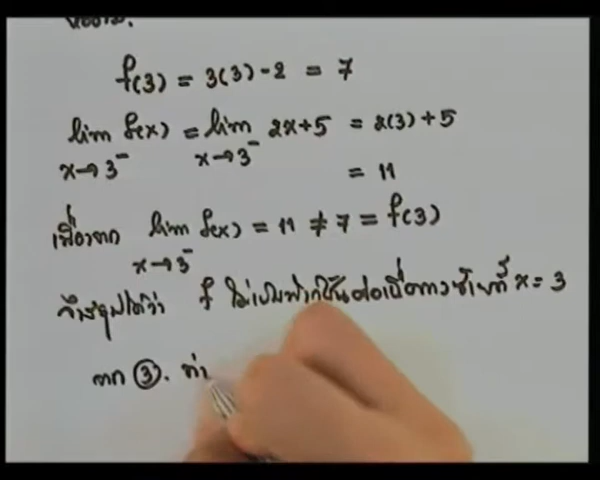 f(3) = 3(3) - 2 = 7
lim f(x) = lim 2x+5 = 2(3) + 5
x→3⁻ x→3⁻
= 11
เนื่องจาก lim f(x) = 11 ≠ 7 = f(3)
x→3⁻
จึงสรุปได้ว่า f ไม่เป็นฟังก์ชันต่อเนื่องทางซ้ายที่ x = 3
จาก ③.